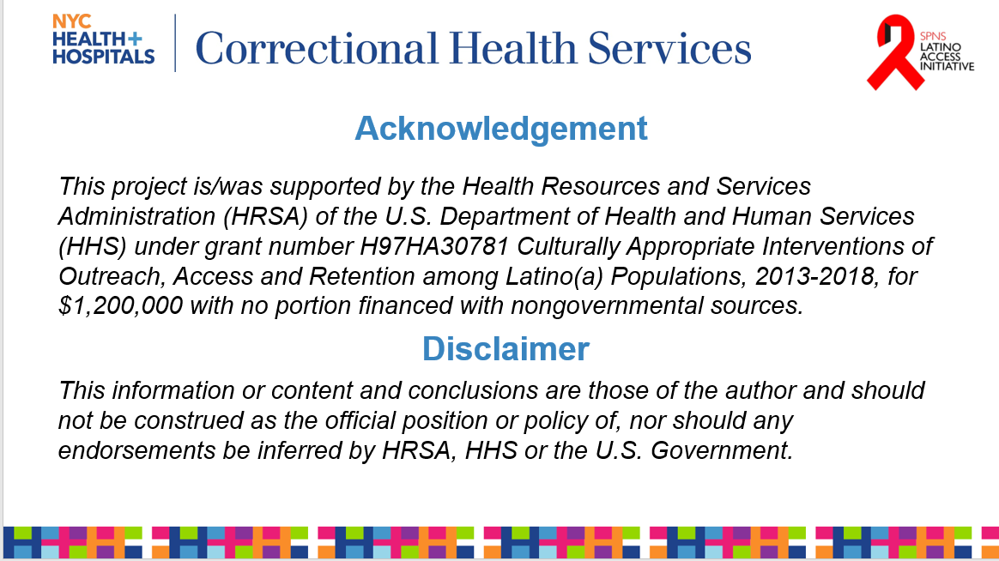 NYC
HEALTH+
HOSPITALS
Correctional Health Services
SPNS
LATINO
ACCESS
INITIATIVE
Acknowledgement
This project is/was supported by the Health Resources and Services
Administration (HRSA) of the U.S. Department of Health and Human Services
(HHS) under grant number H97HA30781 Culturally Appropriate Interventions of
Outreach, Access and Retention among Latino(a) Populations, 2013-2018, for
$1,200,000 with no portion financed with nongovernmental sources.
Disclaimer
This information or content and conclusions are those of the author and should
not be construed as the official position or policy of, nor should any
endorsements be inferred by HRSA, HHS or the U.S. Government.